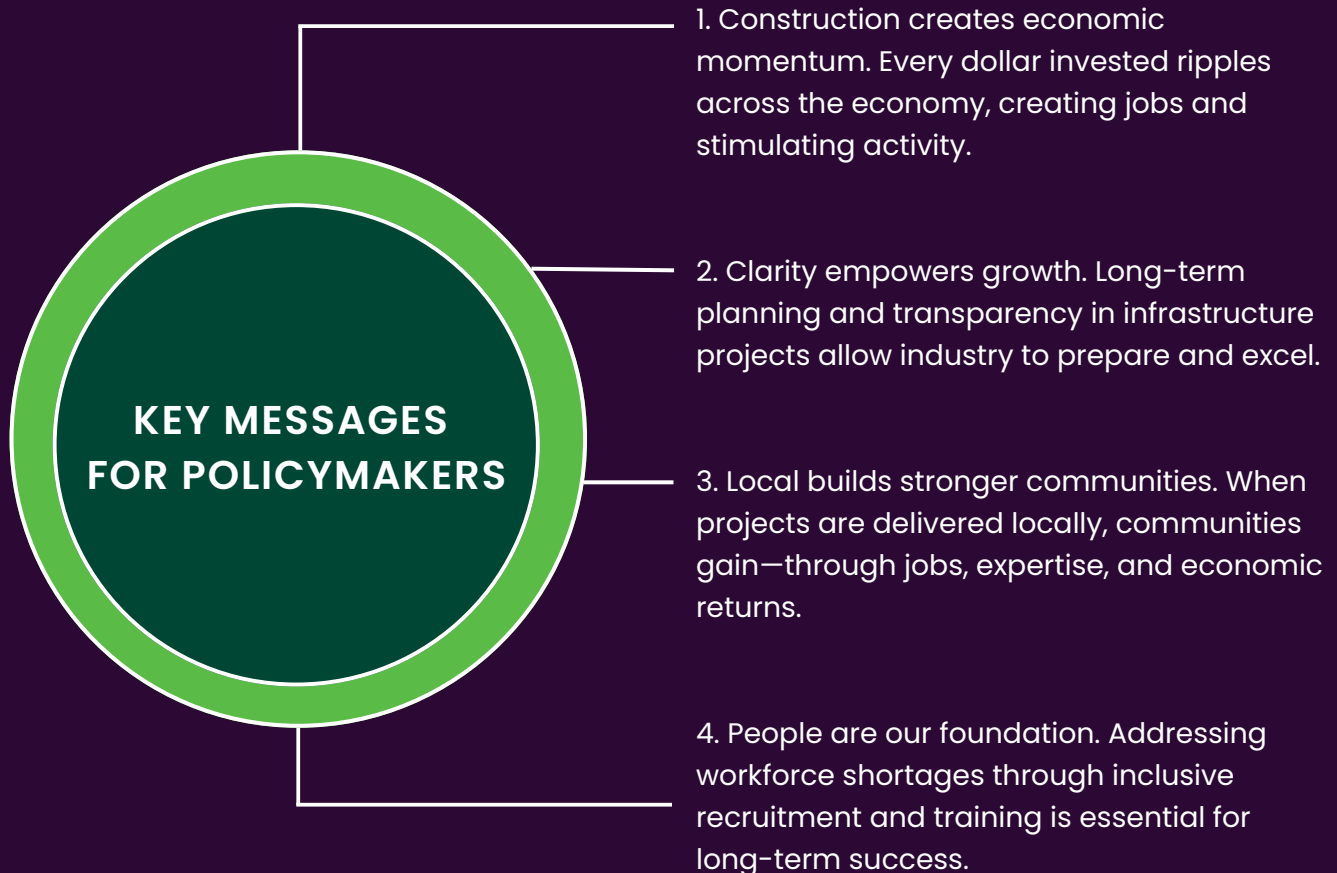 KEY MESSAGES
FOR POLICYMAKERS
1. Construction creates economic
momentum. Every dollar invested ripples
across the economy, creating jobs and
stimulating activity.
2. Clarity empowers growth. Long-term
planning and transparency in infrastructure
projects allow industry to prepare and excel.
3. Local builds stronger communities. When
projects are delivered locally, communities
gain—through jobs, expertise, and economic
returns.
4. People are our foundation. Addressing
workforce shortages through inclusive
recruitment and training is essential for
long-term success.